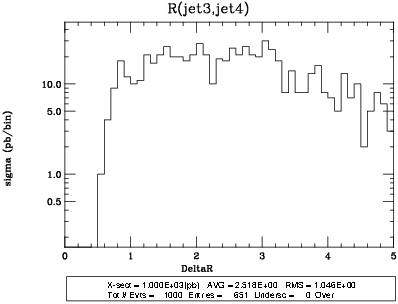 R(jet3,jet4)
sigma (pb/bin)
10.0
5.0
1.0
0.5
0 1 2 3 4 5
DeltaR
X-sect = 1.000E+03(pb) AVG = 2.518E+00 RMS = 1.046E+00
Tot # Evts = 1000 Entries = 651 Undersc = 0 Over